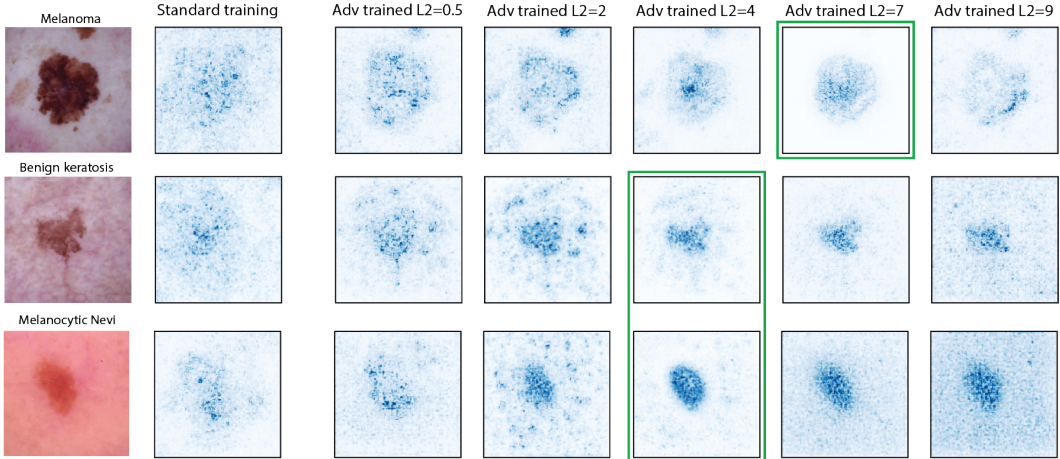 Melanoma
Standard training
Adv trained L2=0.5
Adv trained L2=2
Adv trained L2=4
Adv trained L2=7
Adv trained L2=9
Benign keratosis
Melanocytic Nevi